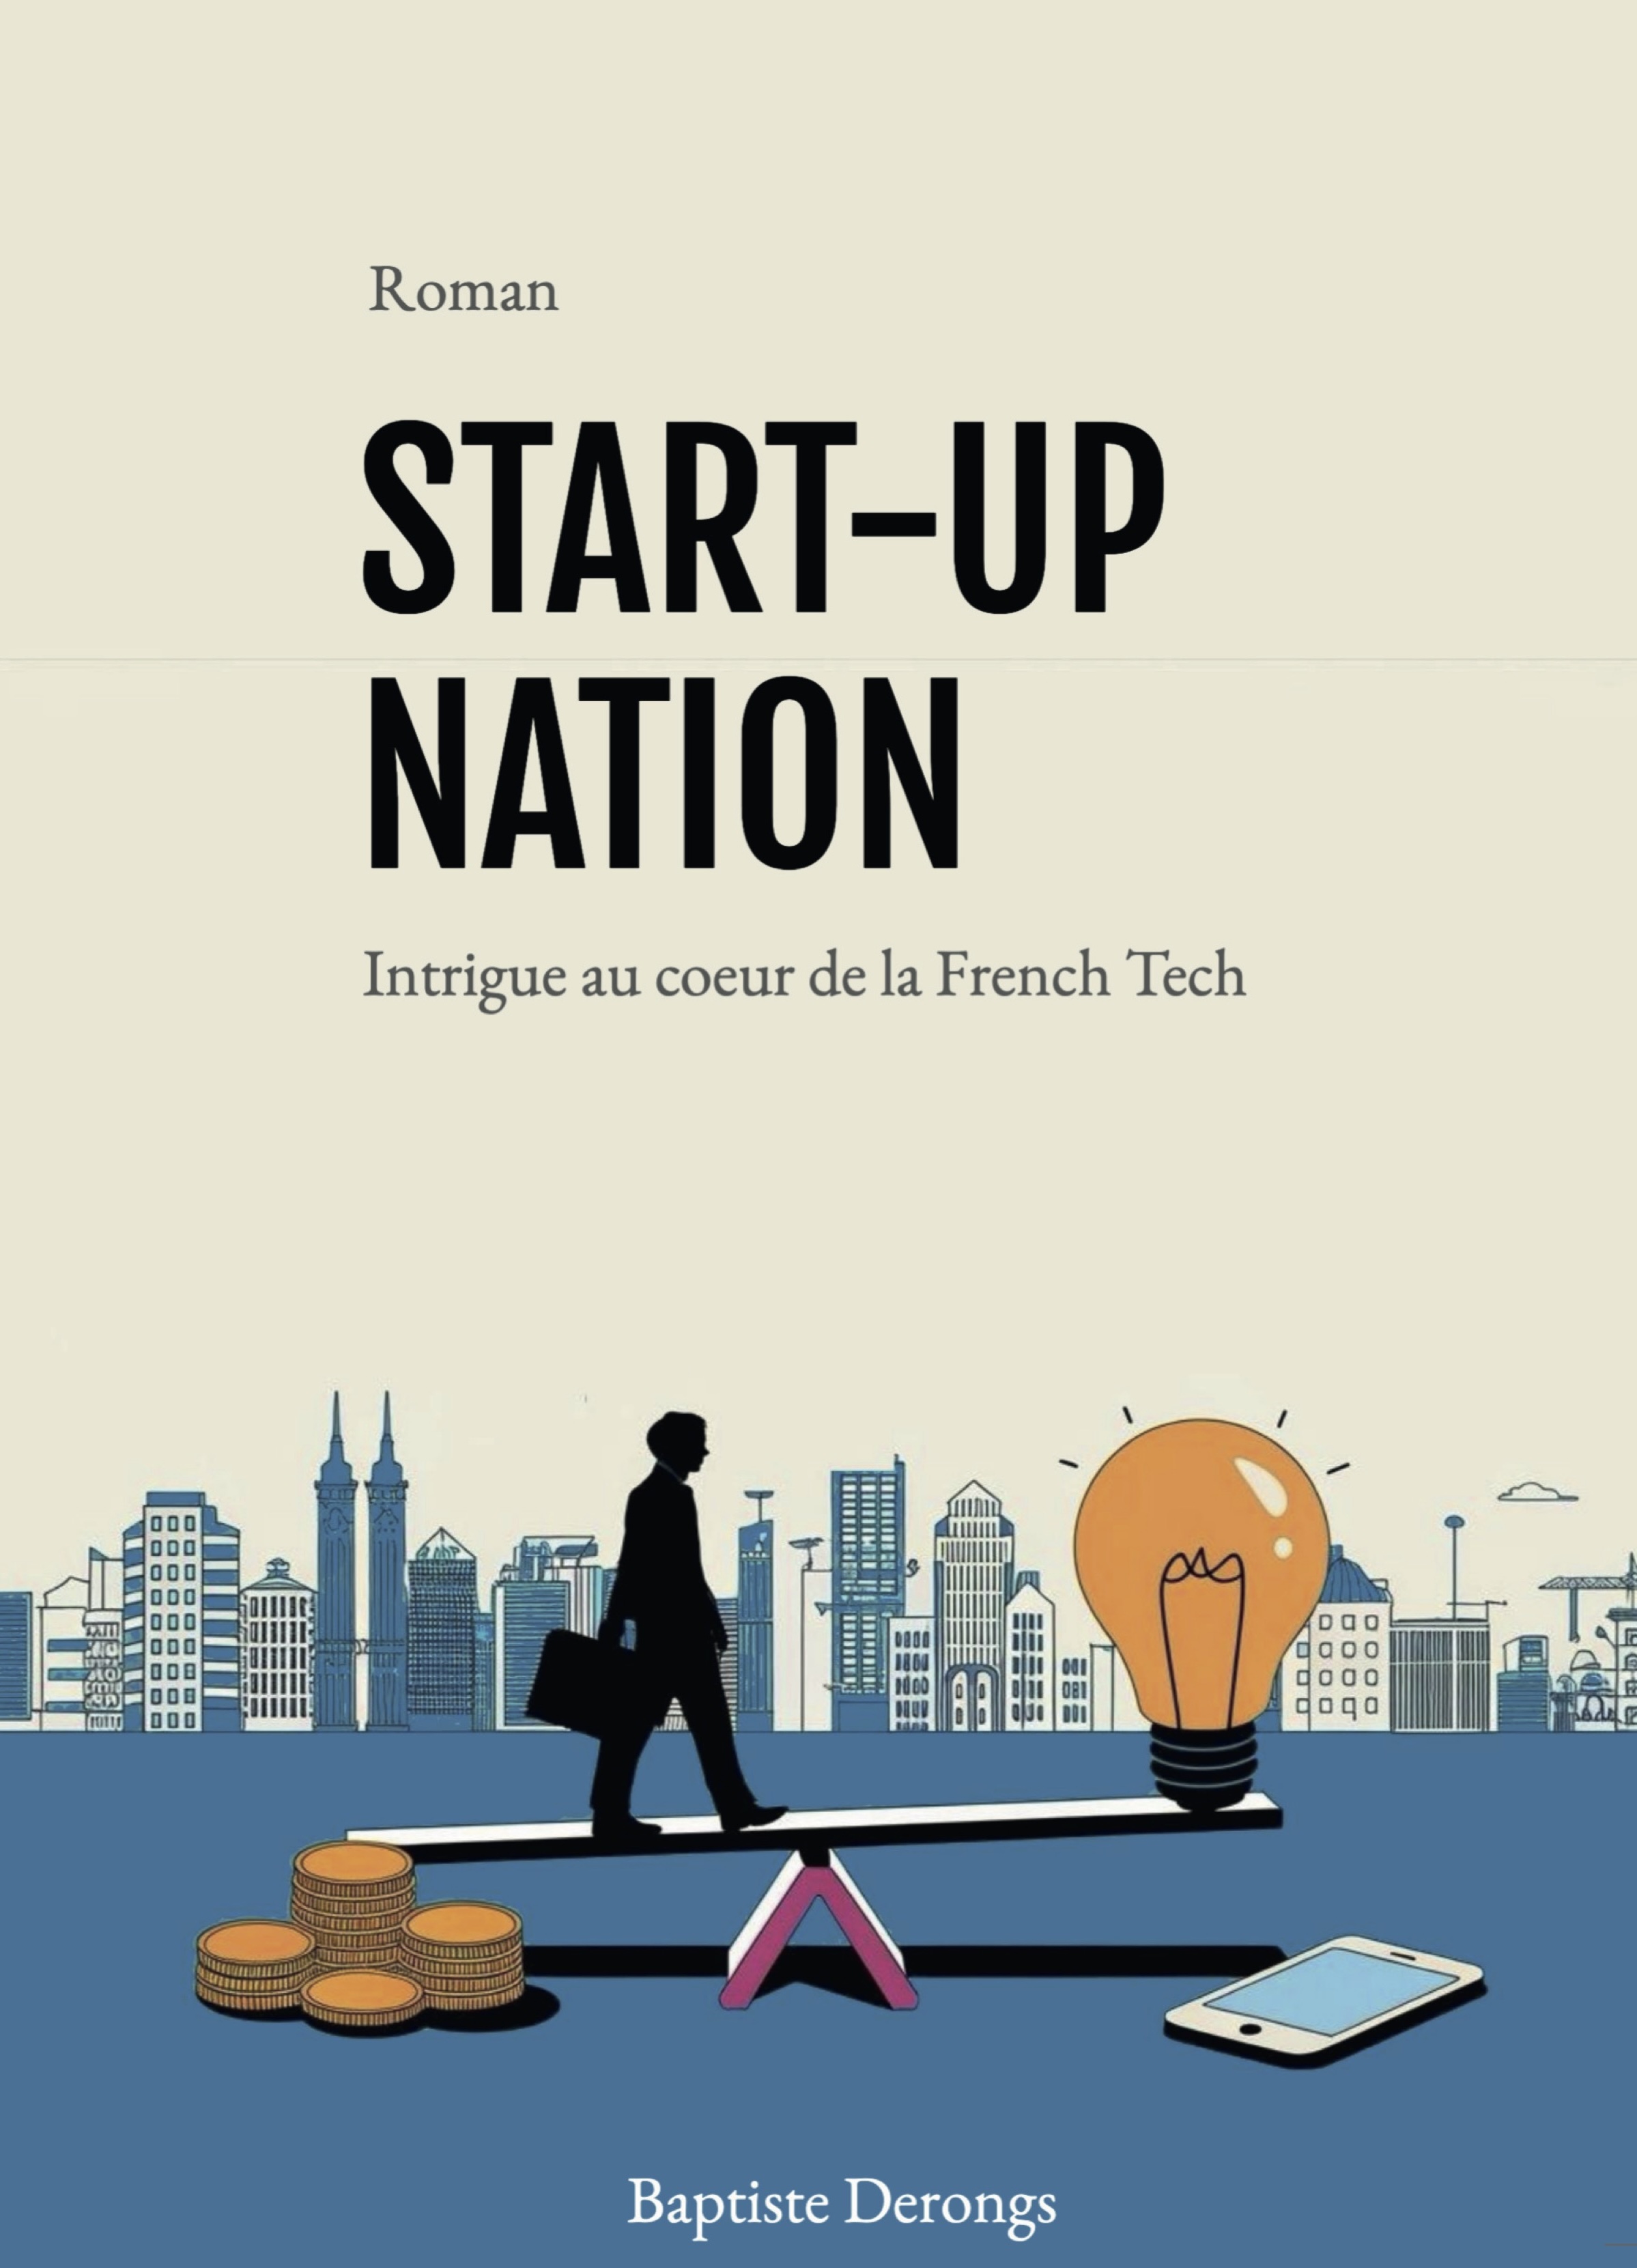 Roman
START-UP
NATION
Intrigue au coeur de la French Tech
Baptiste Derongs